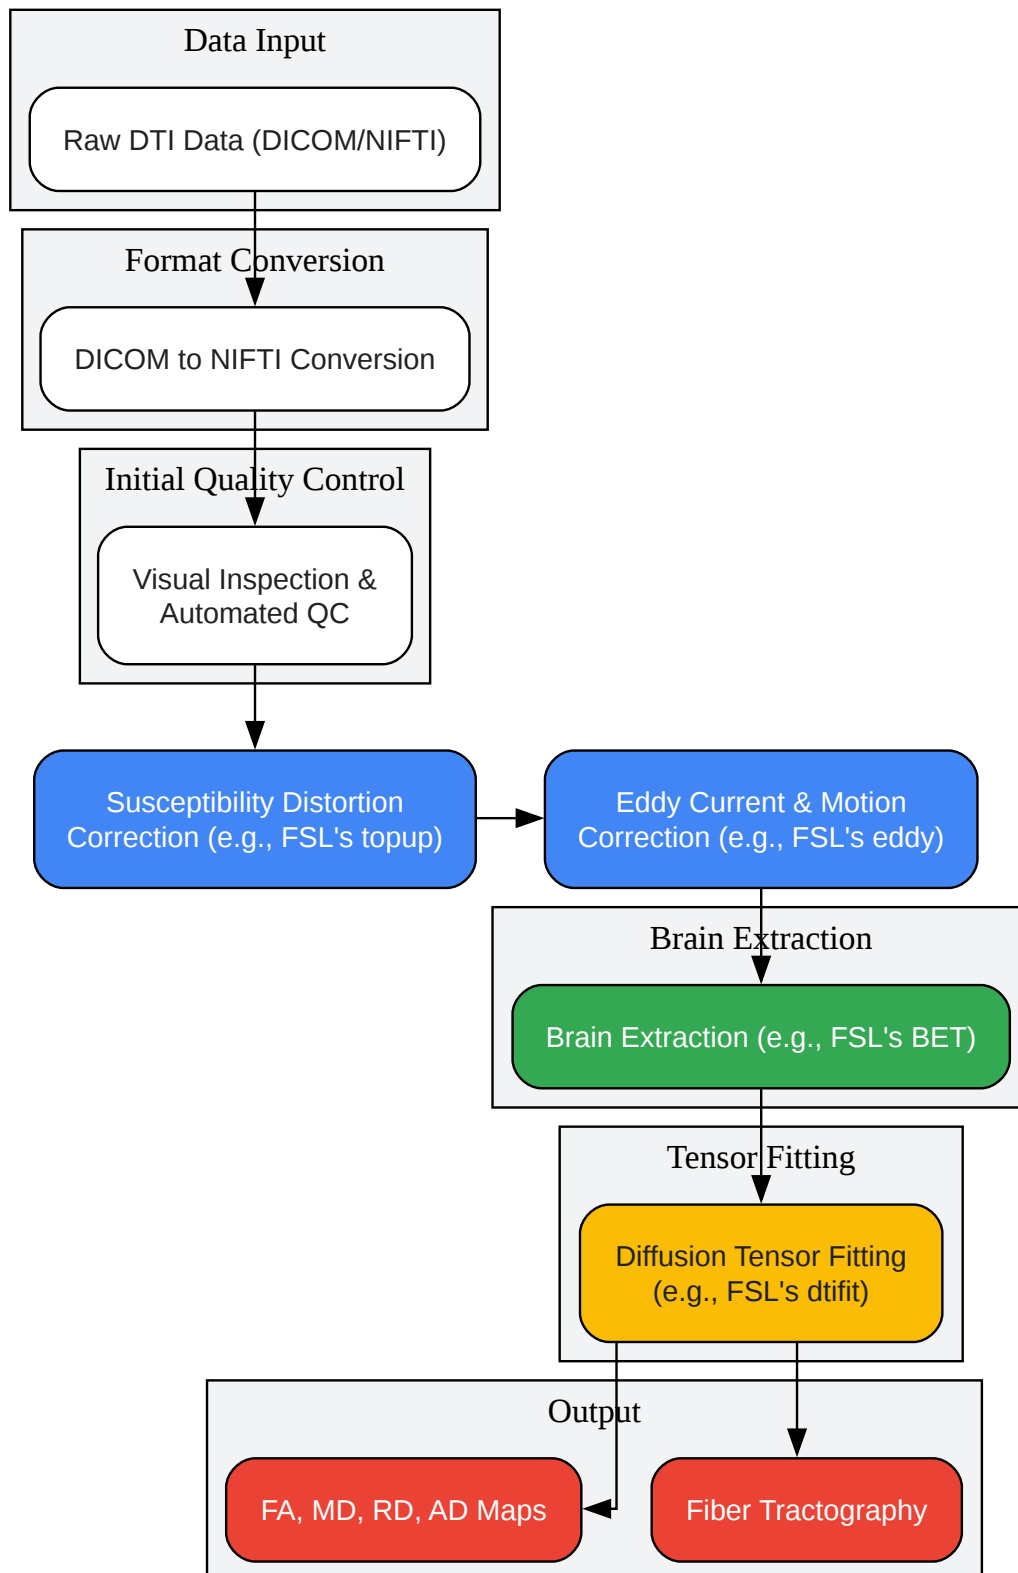 Data Input
Raw DTI Data (DICOM/NIFTI)
Format Conversion
DICOM to NIFTI Conversion
Initial Quality Control
Visual Inspection &
Automated QC
Susceptibility Distortion
Correction (e.g., FSL's topup)
Eddy Current & Motion
Correction (e.g., FSL's eddy)
Brain Extraction
Brain Extraction (e.g., FSL's BET)
Tensor Fitting
Diffusion Tensor Fitting
(e.g., FSL's dtifit)
Output
FA, MD, RD, AD Maps
Fiber Tractography